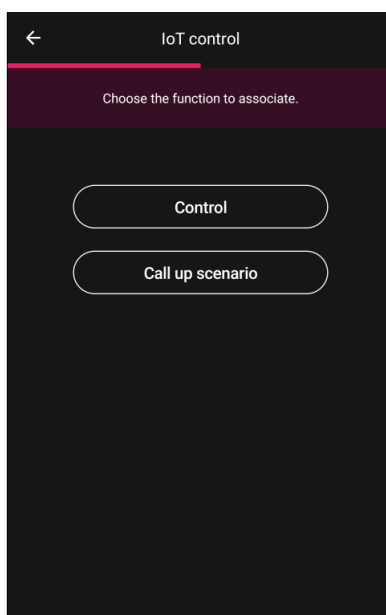 IoT control
Choose the function to associate.
Control
Call up scenario